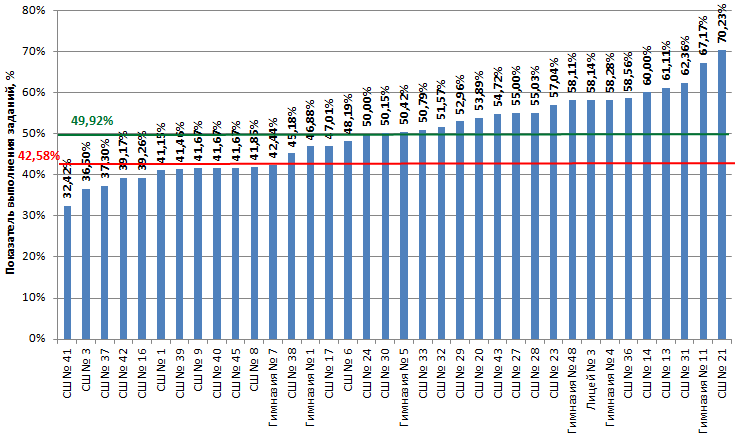 Показатель выполнения заданий, %
80%
70%
60%
50%
40%
30%
20%
10%
0%
49,92%
42,58%
32,42%
36,50%
37,30%
39,17%
39,26%
41,15%
41,46%
41,67%
41,67%
41,67%
41,85%
42,44%
45,18%
46,88%
47,01%
48,19%
50,00%
50,15%
50,42%
50,79%
51,57%
52,96%
53,89%
54,72%
55,00%
55,03%
57,04%
58,11%
58,14%
58,28%
58,56%
60,00%
61,11%
62,36%
67,17%
70,23%
СШ № 41
СШ № 3
СШ № 37
СШ № 42
СШ № 16
СШ № 1
СШ № 39
СШ № 9
СШ № 40
СШ № 45
СШ № 8
Гимназия № 7
СШ № 38
Гимназия № 1
СШ № 17
СШ № 6
СШ № 24
СШ № 30
Гимназия № 5
СШ № 33
СШ № 32
СШ № 29
СШ № 20
СШ № 43
СШ № 27
СШ № 28
СШ № 23
Гимназия № 48
Лицей № 3
Гимназия № 4
СШ № 36
СШ № 14
СШ № 13
СШ № 31
Гимназия № 11
СШ № 21